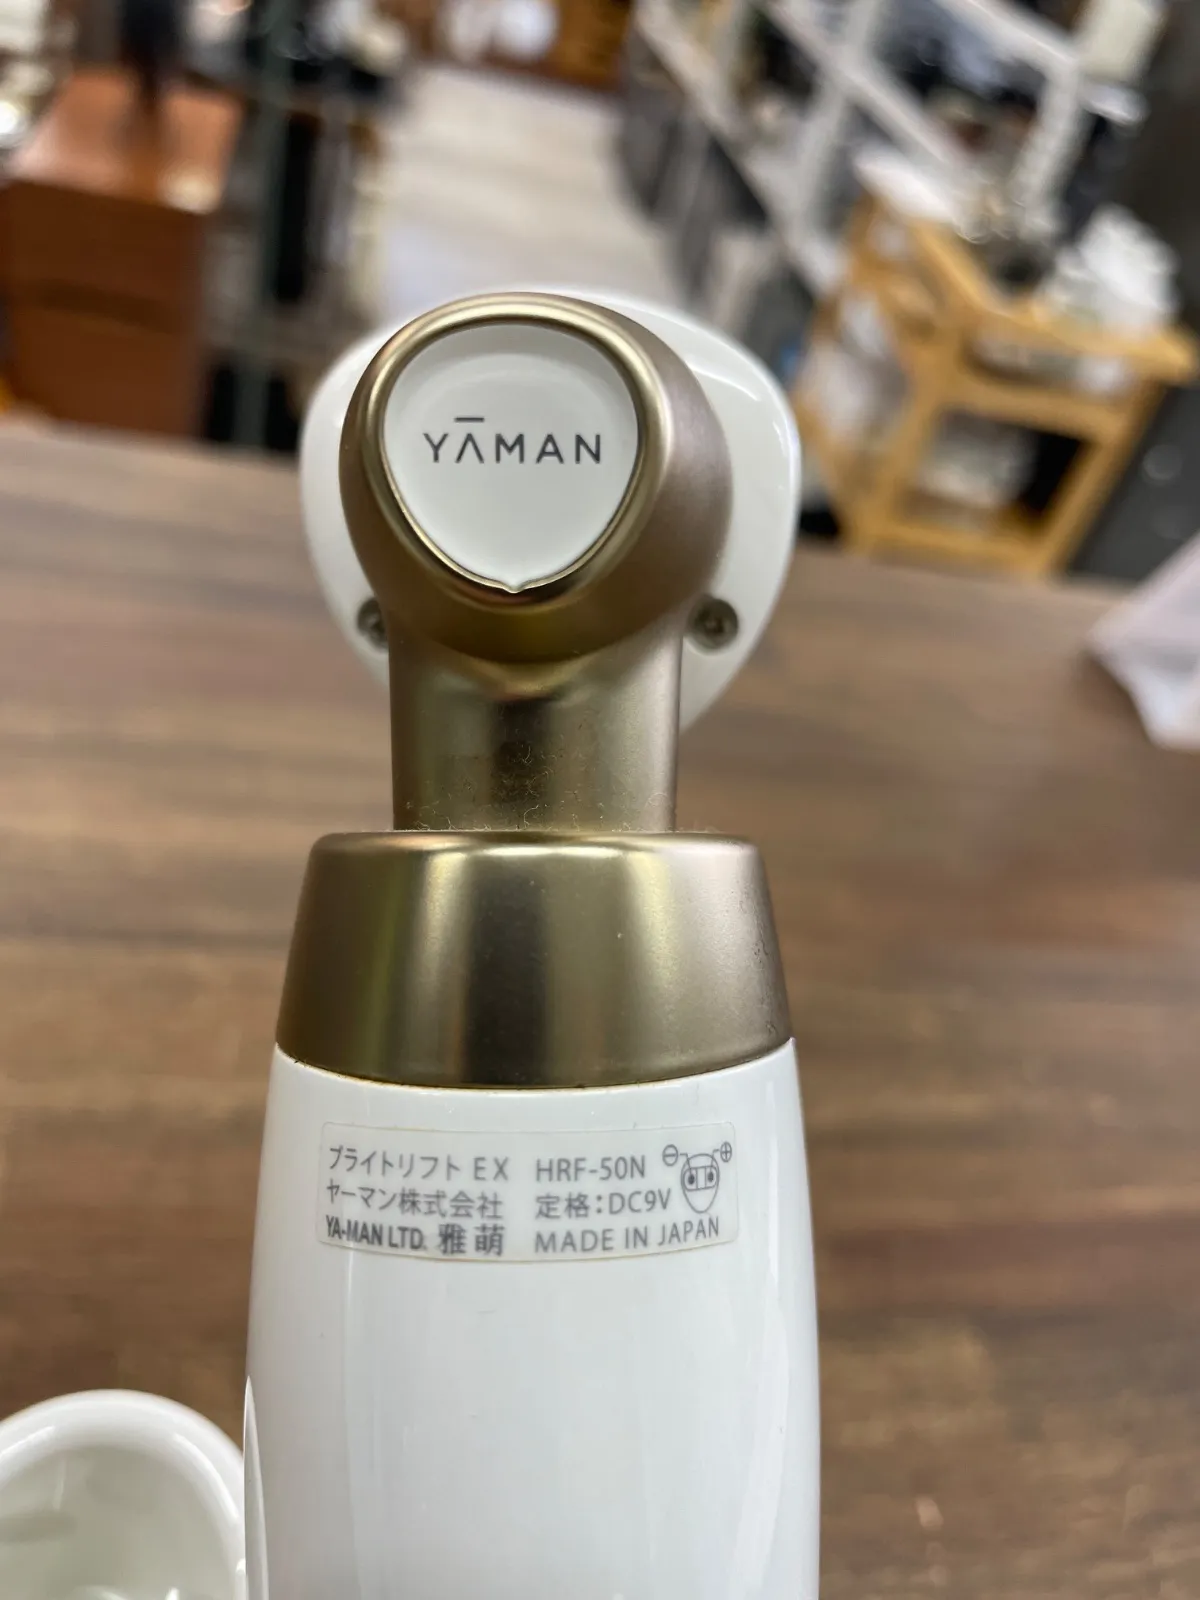 YĀMAN
ブライトリフト EX HRF-50N
ヤーマン株式会社 定格:DC9V
YA-MAN LTD. 雅萌 MADE IN JAPAN